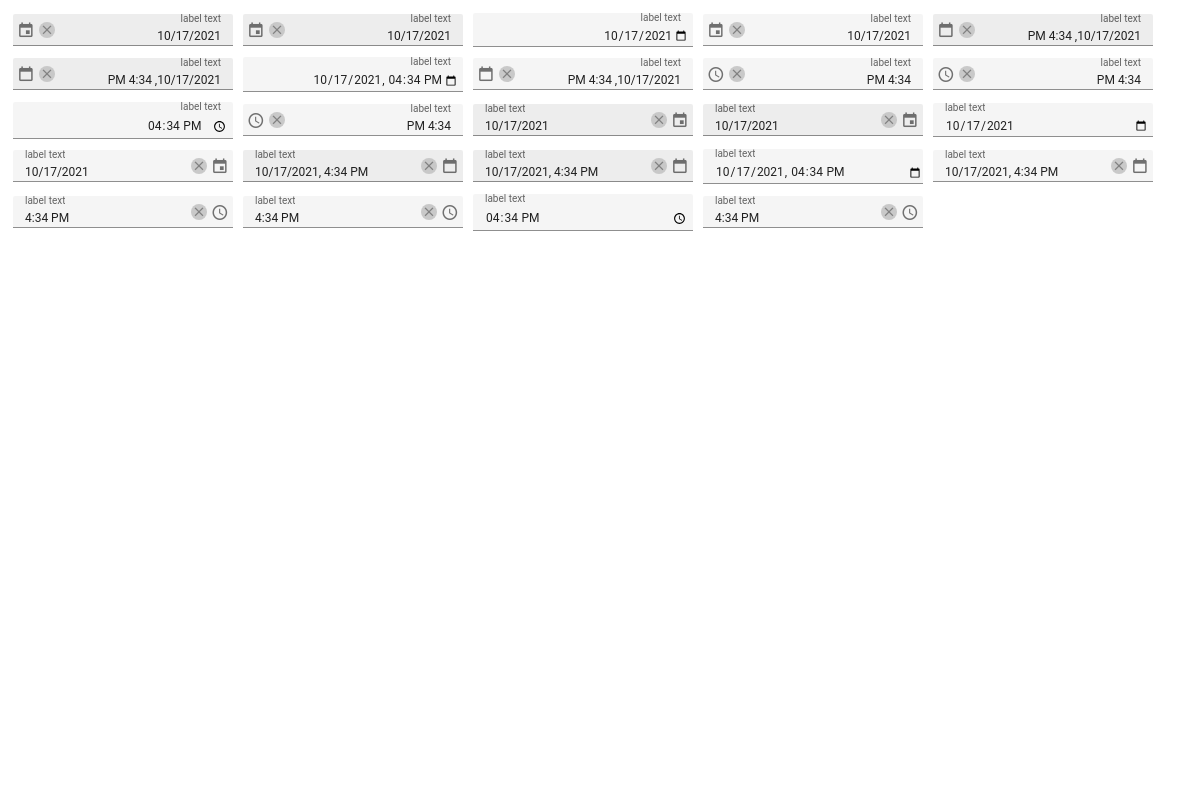 label text
10/17/2021
label text
10/17/2021
label text
10/17/2021
label text
10/17/2021
label text
PM 4:34 ,10/17/2021
label text
PM 4:34 ,10/17/2021
label text
10/17/2021, 04:34 PM
label text
PM 4:34 ,10/17/2021
label text
PM 4:34
label text
PM 4:34
label text
04:34 PM
label text
PM 4:34
label text
10/17/2021
label text
10/17/2021
label text
10/17/2021
label text
10/17/2021
label text
10/17/2021, 4:34 PM
label text
10/17/2021, 4:34 PM
label text
10/17/2021, 04:34 PM
label text
10/17/2021, 4:34 PM
label text
4:34 PM
label text
4:34 PM
label text
04:34 PM
label text
4:34 PM